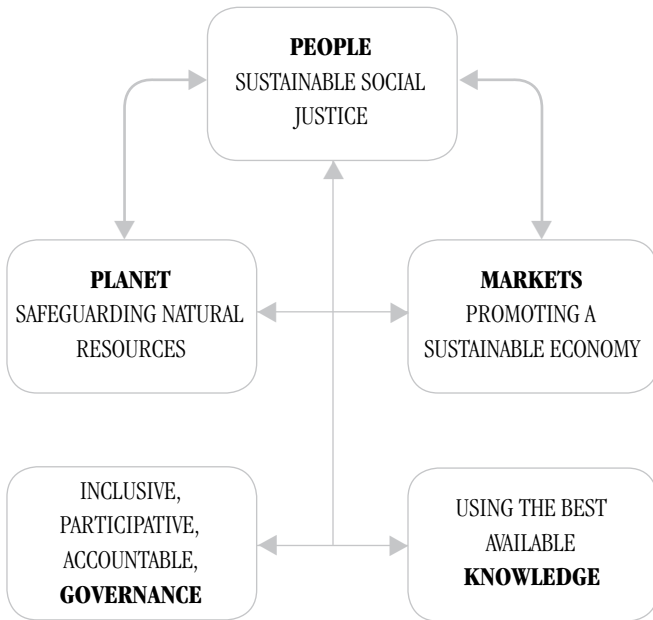 PEOPLE
SUSTAINABLE SOCIAL
JUSTICE
PLANET
SAFEGUARDING NATURAL
RESOURCES
MARKETS
PROMOTING A
SUSTAINABLE ECONOMY
INCLUSIVE,
PARTICIPATIVE,
ACCOUNTABLE,
GOVERNANCE
USING THE BEST
AVAILABLE
KNOWLEDGE